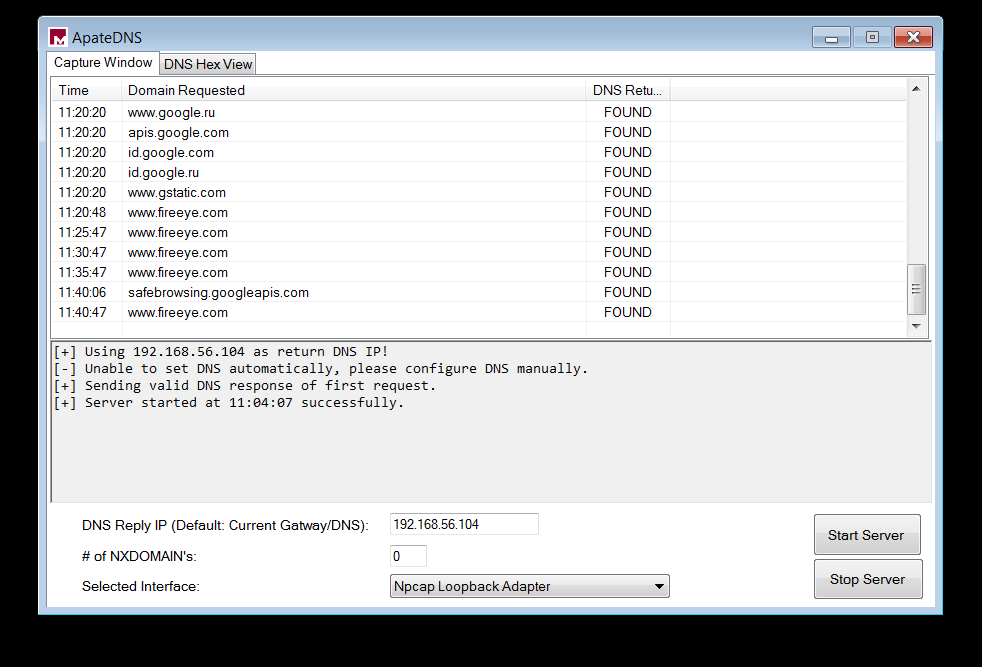 ApateDNS
Capture Window DNS Hex View
Time Domain Requested DNS Retu...
11:20:20 www.google.ru FOUND
11:20:20 apis.google.com FOUND
11:20:20 id.google.com FOUND
11:20:20 id.google.ru FOUND
11:20:20 www.gstatic.com FOUND
11:20:48 www.fireeye.com FOUND
11:25:47 www.fireeye.com FOUND
11:30:47 www.fireeye.com FOUND
11:35:47 www.fireeye.com FOUND
11:40:06 safebrowsing.googleapis.com FOUND
11:40:47 www.fireeye.com FOUND
[+] Using 192.168.56.104 as return DNS IP!
[-] Unable to set DNS automatically, please configure DNS manually.
[+] Sending valid DNS response of first request.
[+] Server started at 11:04:07 successfully.
DNS Reply IP (Default: Current Gatway/DNS): 192.168.56.104
# of NXDOMAIN's: 0
Selected Interface: Npcap Loopback Adapter
Start Server
Stop Server